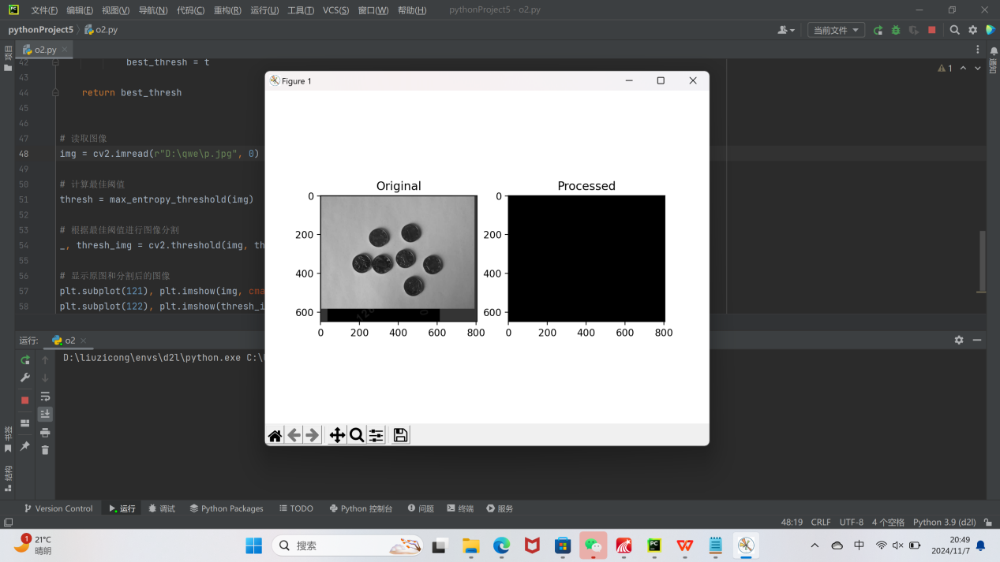 文件(F) 编辑(E) 视图(V) 导航(N) 代码(C) 重构(R) 运行(U) 工具(T) VCS(S) 窗口(W) 帮助(H) pythonProject5 - o2.py
pythonProject5 o2.py 当前文件
项目 o2.py 通知
42 best_thresh = t
43
44 return best_thresh
45
46
47 # 读取图像
48 img = cv2.imread(r"D:\qwe\p.jpg", 0)
49
50 # 计算最佳阈值
51 thresh = max_entropy_threshold(img)
52
53 # 根据最佳阈值进行图像分割
54 _, thresh_img = cv2.threshold(img, th
55
56 # 显示原图和分割后的图像
57 plt.subplot(121), plt.imshow(img, cma
58 plt.subplot(122), plt.imshow(thresh_i
1
Figure 1
Original Processed
0 0
200 200
400 400
600 600
0 200 400 600 800 0 200 400 600 800
运行: o2
D:\liuzicong\envs\d2l\python.exe C:\
书签
结构
Version Control 运行 调试 Python Packages TODO Python 控制台 问题 终端 服务
48:19 CRLF UTF-8 4 个空格 Python 3.9 (d2l)
1 21°C
晴朗
搜索
中
20:49
2024/11/7